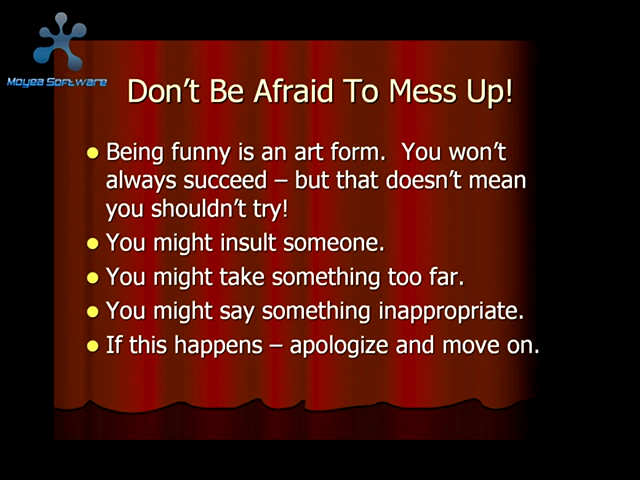 Moyea Software
Don't Be Afraid To Mess Up!
Being funny is an art form.  You won't
always succeed – but that doesn't mean
you shouldn't try!
You might insult someone.
You might take something too far.
You might say something inappropriate.
If this happens – apologize and move on.